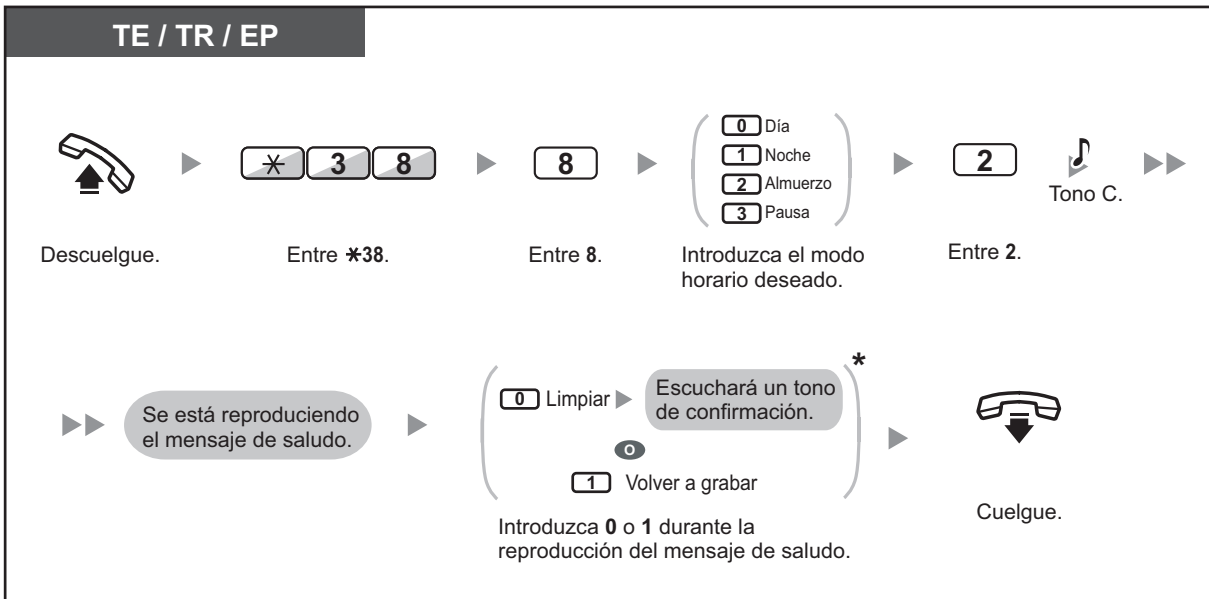 TE / TR / EP
0 Día
1 Noche
2 Almuerzo
3 Pausa
✳ 3 8
8
2
Tono C.
Descuelgue.
Entre ✳38.
Entre 8.
Introduzca el modo
horario deseado.
Entre 2.
Se está reproduciendo
el mensaje de saludo.
0 Limpiar
Escuchará un tono
de confirmación.
*
O
1 Volver a grabar
Introduzca 0 o 1 durante la
reproducción del mensaje de saludo.
Cuelgue.